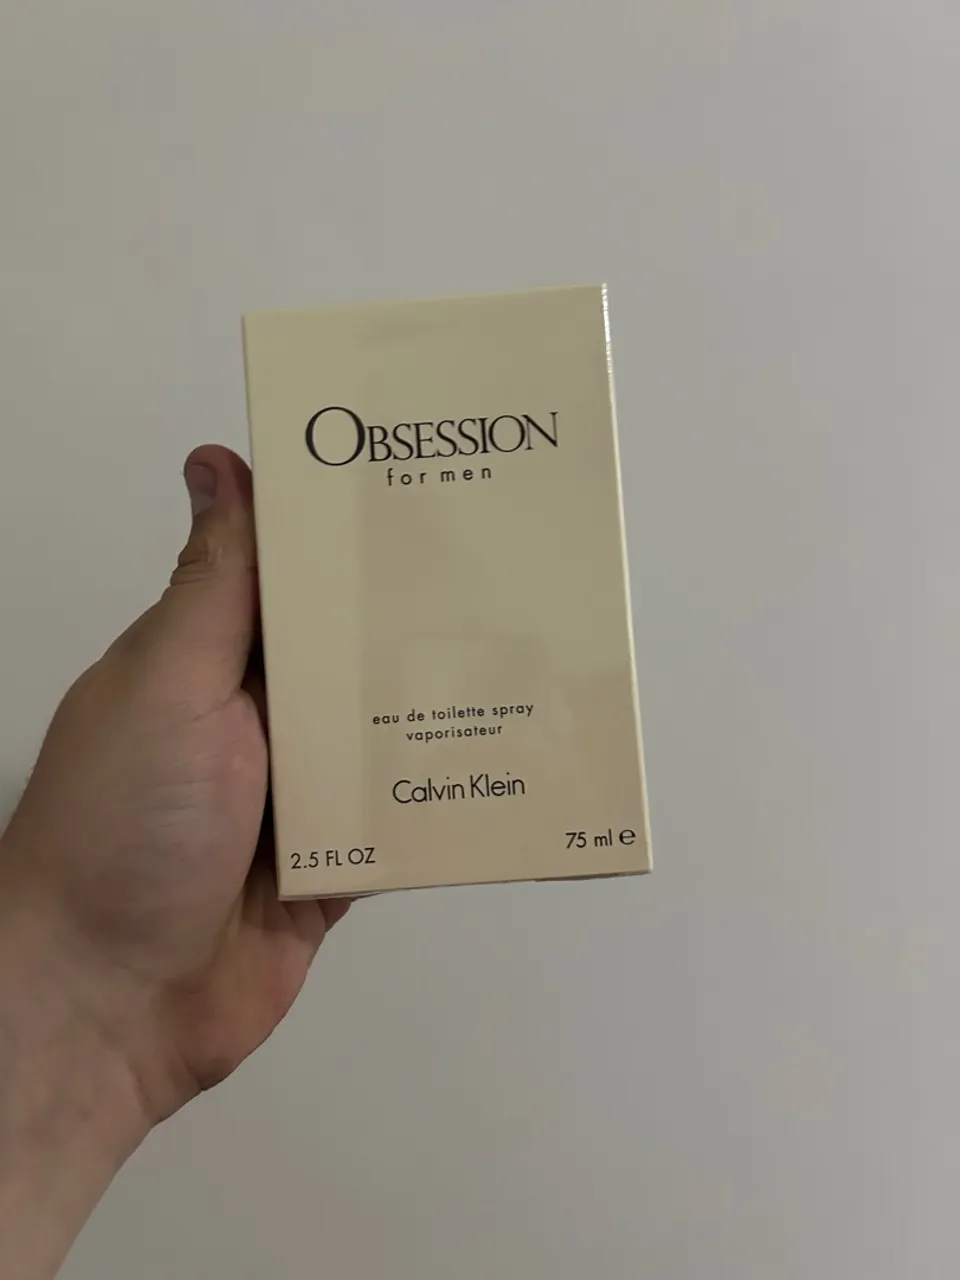 OBSESSION
for men
eau de toilette spray
vaporisateur
Calvin Klein
2.5 FL OZ
75 ml ℮